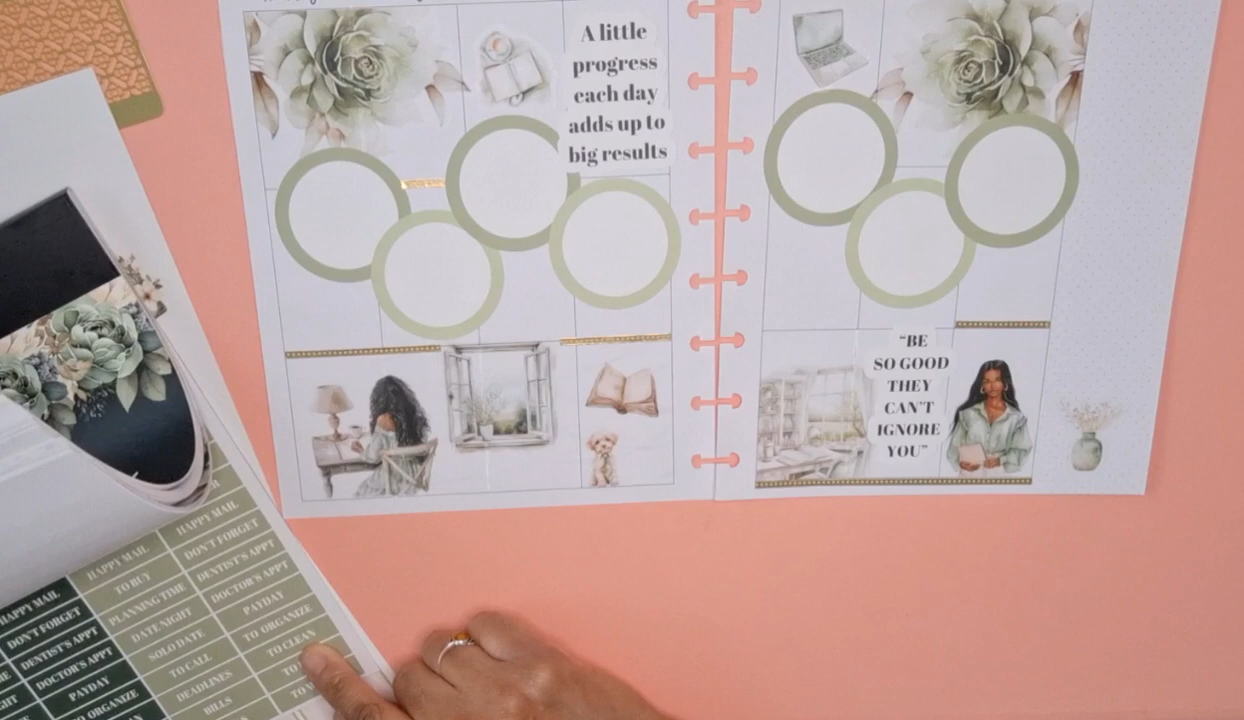 A little
progress
each day
adds up to
big results
"BE
SO GOOD
THEY
CAN'T
IGNORE
YOU"
HAPPY MAIL
DON'T FORGET
DENTIST'S APPT
DOCTOR'S APPT
PAYDAY
TO ORGANIZE
HAPPY MAIL
TO BUY
PLANNING TIME
DATE NIGHT
SOLD DATE
TO CALL
DEADLINES
BILLS
HAPPY MAIL
DON'T FORGET
DENTIST'S APPT
DOCTOR'S APPT
PAYDAY
TO ORGANIZE
TO CLEAN